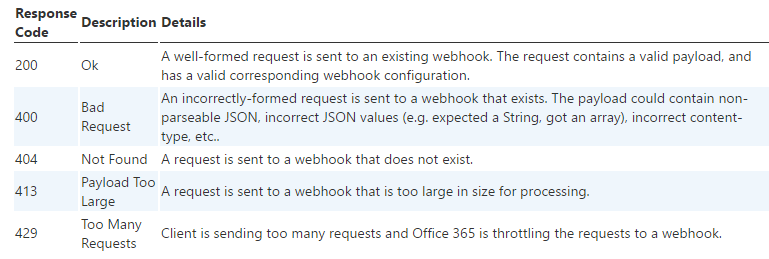 Response Code Description Details
200 Ok A well-formed request is sent to an existing webhook. The request contains a valid payload, and
has a valid corresponding webhook configuration.
400 Bad Request An incorrectly-formed request is sent to a webhook that exists. The payload could contain non-
parseable JSON, incorrect JSON values (e.g. expected a String, got an array), incorrect content-
type, etc..
404 Not Found A request is sent to a webhook that does not exist.
413 Payload Too Large A request is sent to a webhook that is too large in size for processing.
429 Too Many Requests Client is sending too many requests and Office 365 is throttling the requests to a webhook.